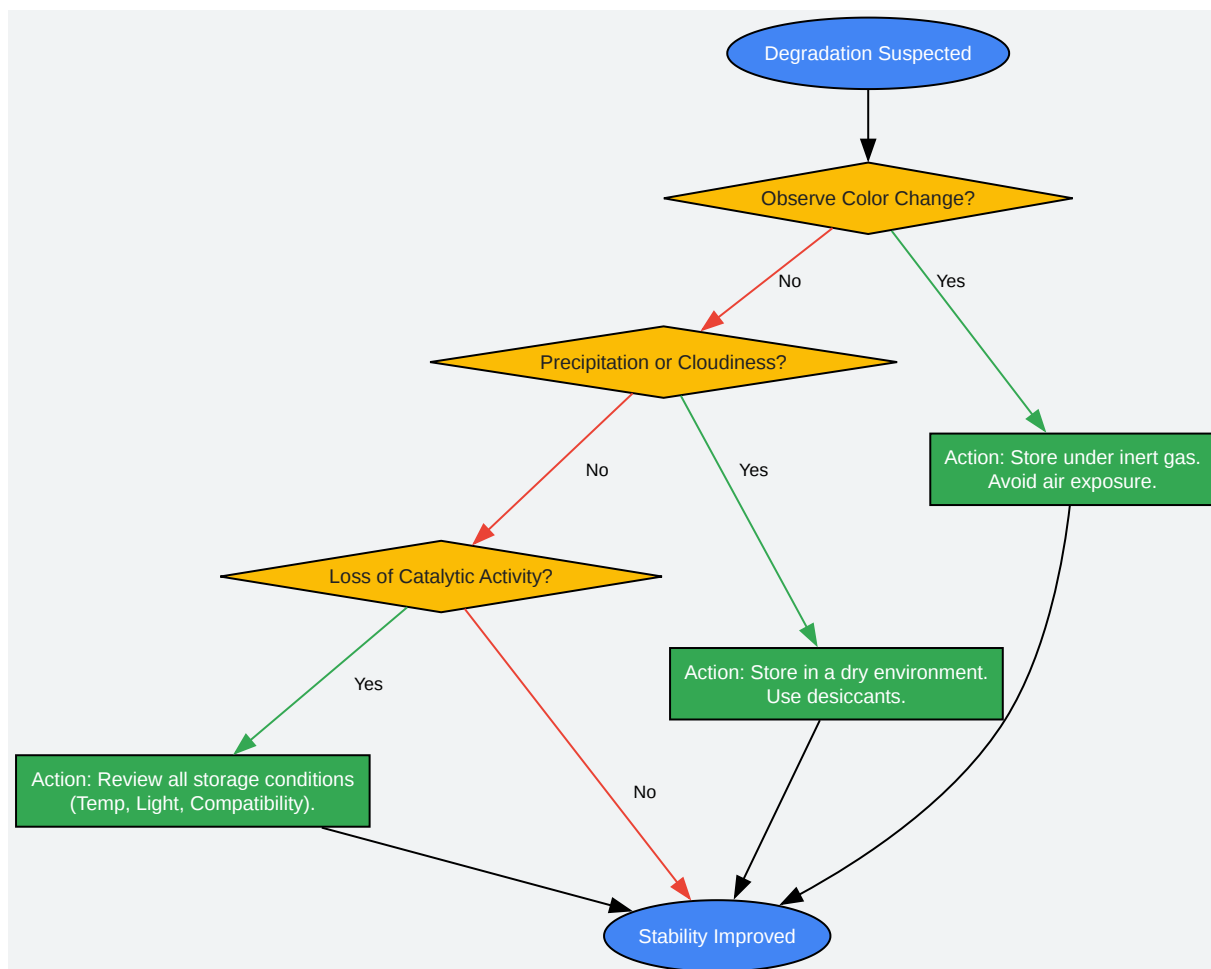 Degradation Suspected
Observe Color Change?
No
Yes
Precipitation or Cloudiness?
Action: Store under inert gas.
Avoid air exposure.
No
Yes
Loss of Catalytic Activity?
Action: Store in a dry environment.
Use desiccants.
Yes
Action: Review all storage conditions
(Temp, Light, Compatibility).
No
Stability Improved